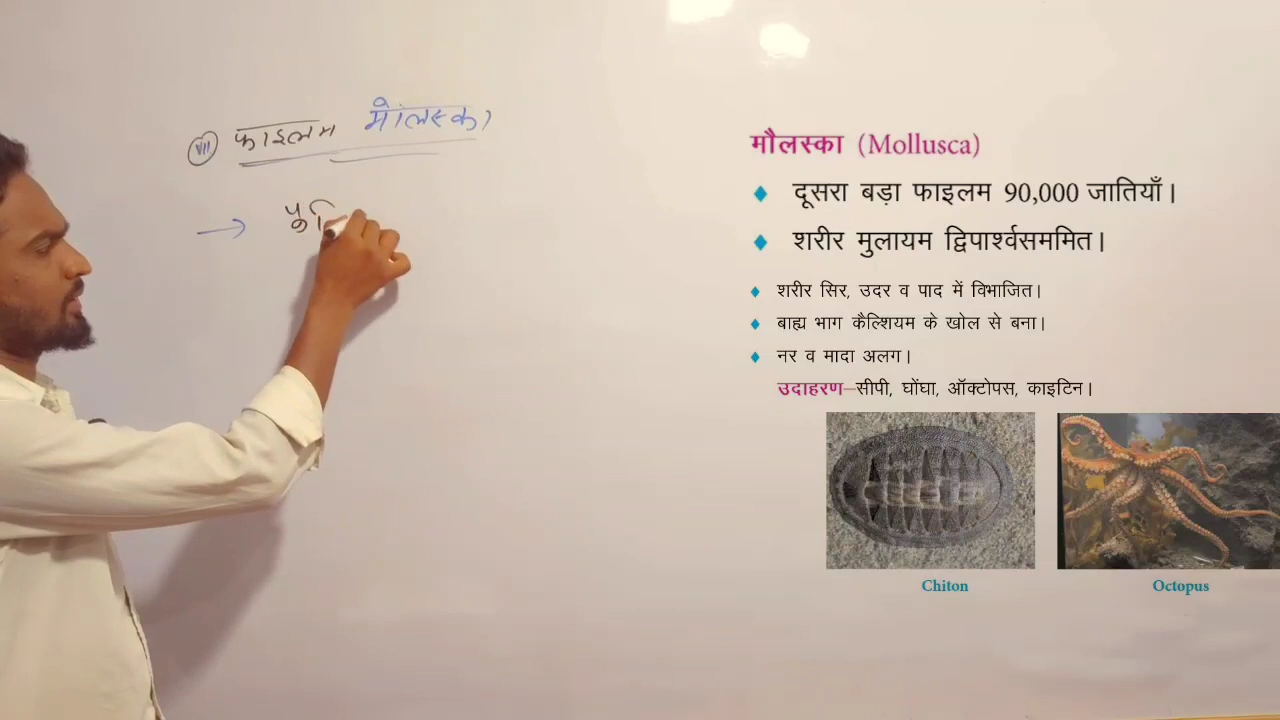 VII फाइलम मोलस्का
→
मौलस्का (Mollusca)
♦ दूसरा बड़ा फाइलम 90,000 जातियाँ।
♦ शरीर मुलायम द्विपार्श्वसममित।
♦ शरीर सिर, उदर व पाद में विभाजित।
♦ बाह्य भाग कैल्शियम के खोल से बना।
♦ नर व मादा अलग।
उदाहरण–सीपी, घोंघा, ऑक्टोपस, काइटिन।
Chiton
Octopus